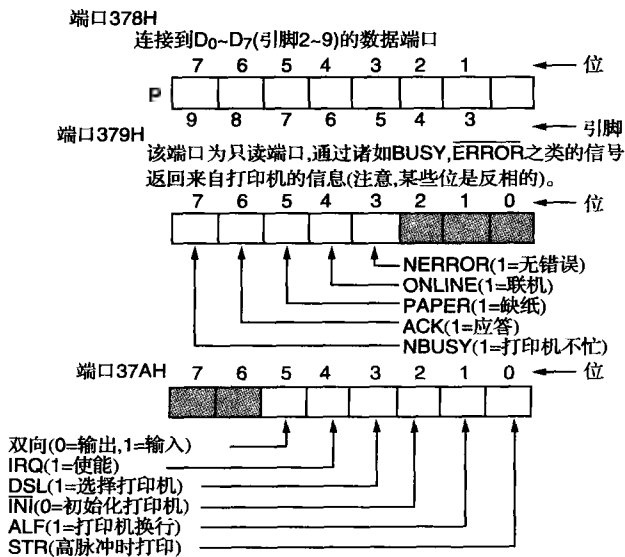 端口378H
连接到D₀~D₇(引脚2~9)的数据端口
7 6 5 4 3 2 1 位
P
9 8 7 6 5 4 3 引脚
端口379H
该端口为只读端口,通过诸如BUSY,E̅R̅R̅O̅R̅之类的信号
返回来自打印机的信息(注意,某些位是反相的)。
7 6 5 4 3 2 1 0 位
NERROR(1=无错误)
ONLINE(1=联机)
PAPER(1=缺纸)
ACK(1=应答)
NBUSY(1=打印机不忙)
端口37AH 7 6 5 4 3 2 1 0 位
双向(0=输出,1=输入)
IRQ(1=使能)
DSL(1=选择打印机)
I̅N̅I̅(0=初始化打印机)
ALF(1=打印机换行)
STR(高脉冲时打印)